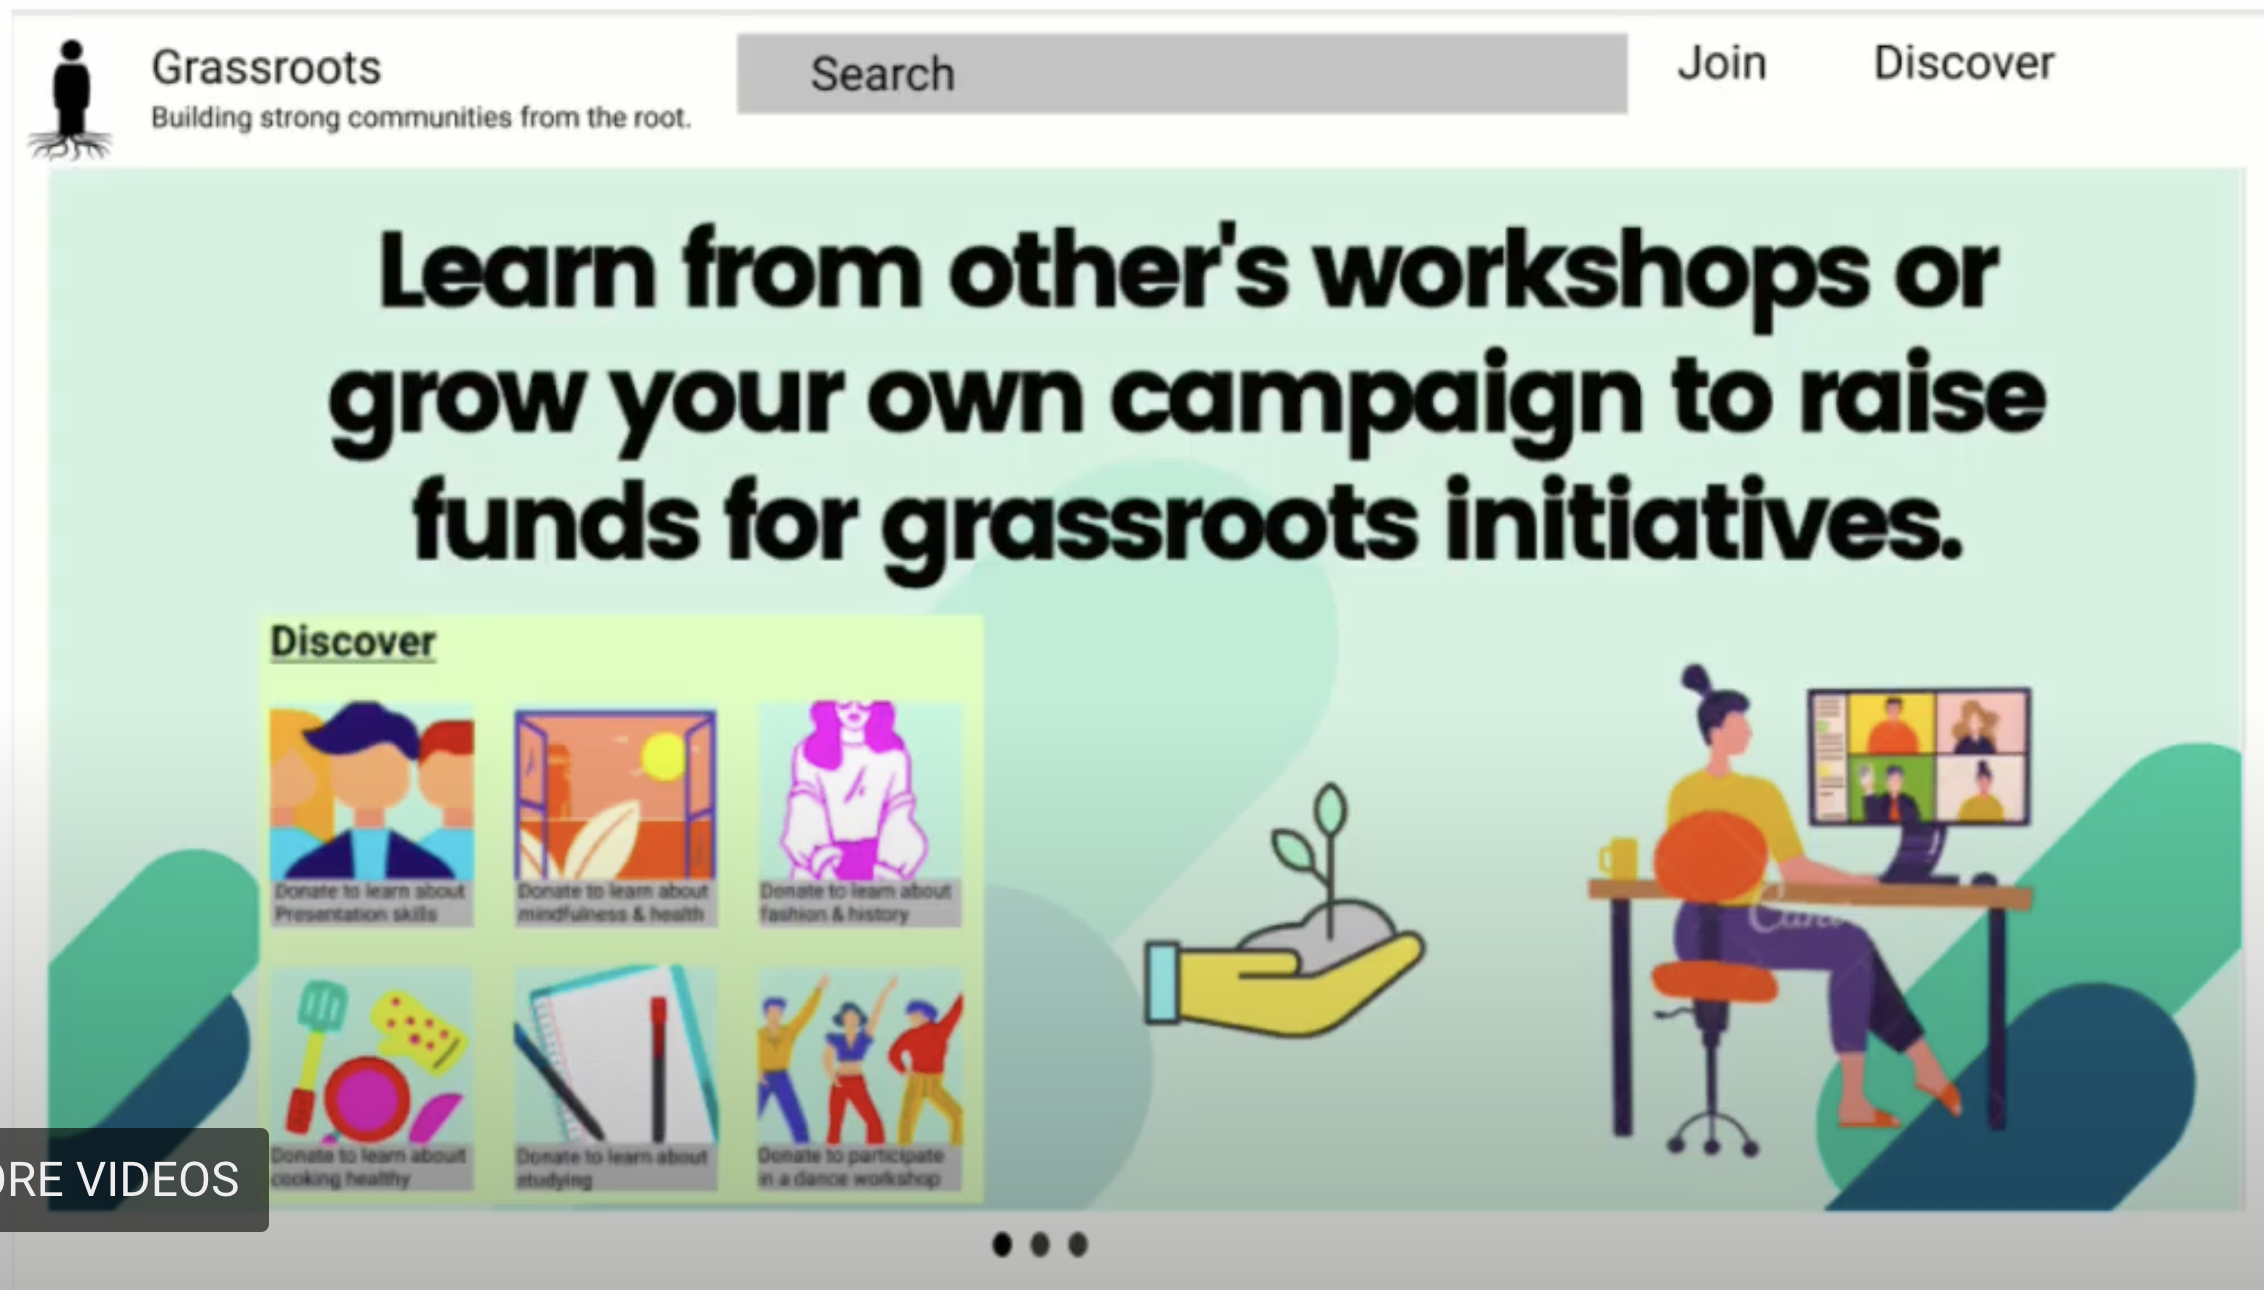 Grassroots
Building strong communities from the root.
Search
Join
Discover
Learn from other's workshops or
grow your own campaign to raise
funds for grassroots initiatives.
Discover
Donate to learn about
Presentation skills
Donate to learn about
mindfulness & health
Donate to learn about
fashion & history
Donate to learn abouit
cooking healthy
Donate to learn about
studying
Donate to participate
in a dance workshop
Canva
ORE VIDEOS